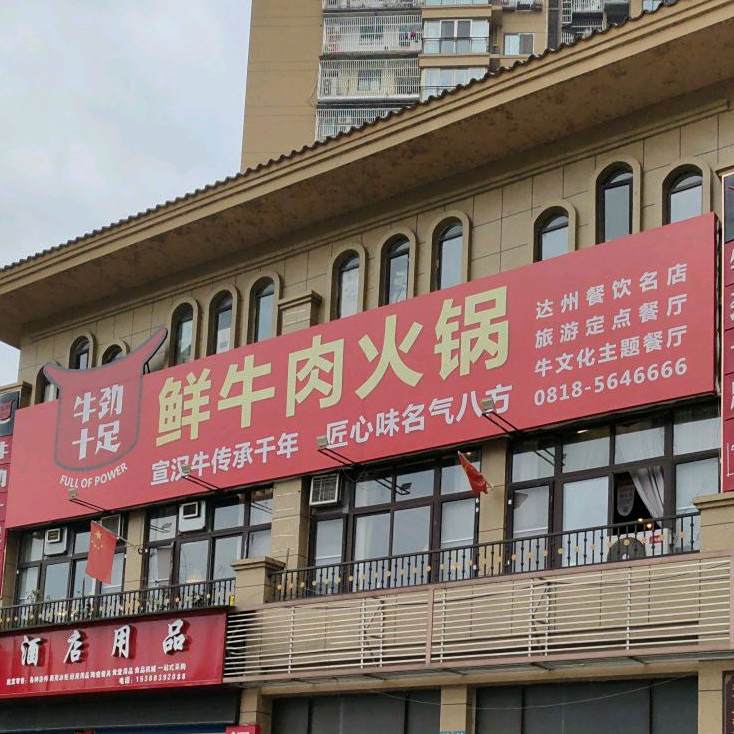 牛劲
十足
FULL OF POWER
鲜牛肉火锅
宣汉牛传承千年 匠心味名气八方
达州餐饮名店
旅游定点餐厅
牛文化主题餐厅
0818-5646666
酒店用品